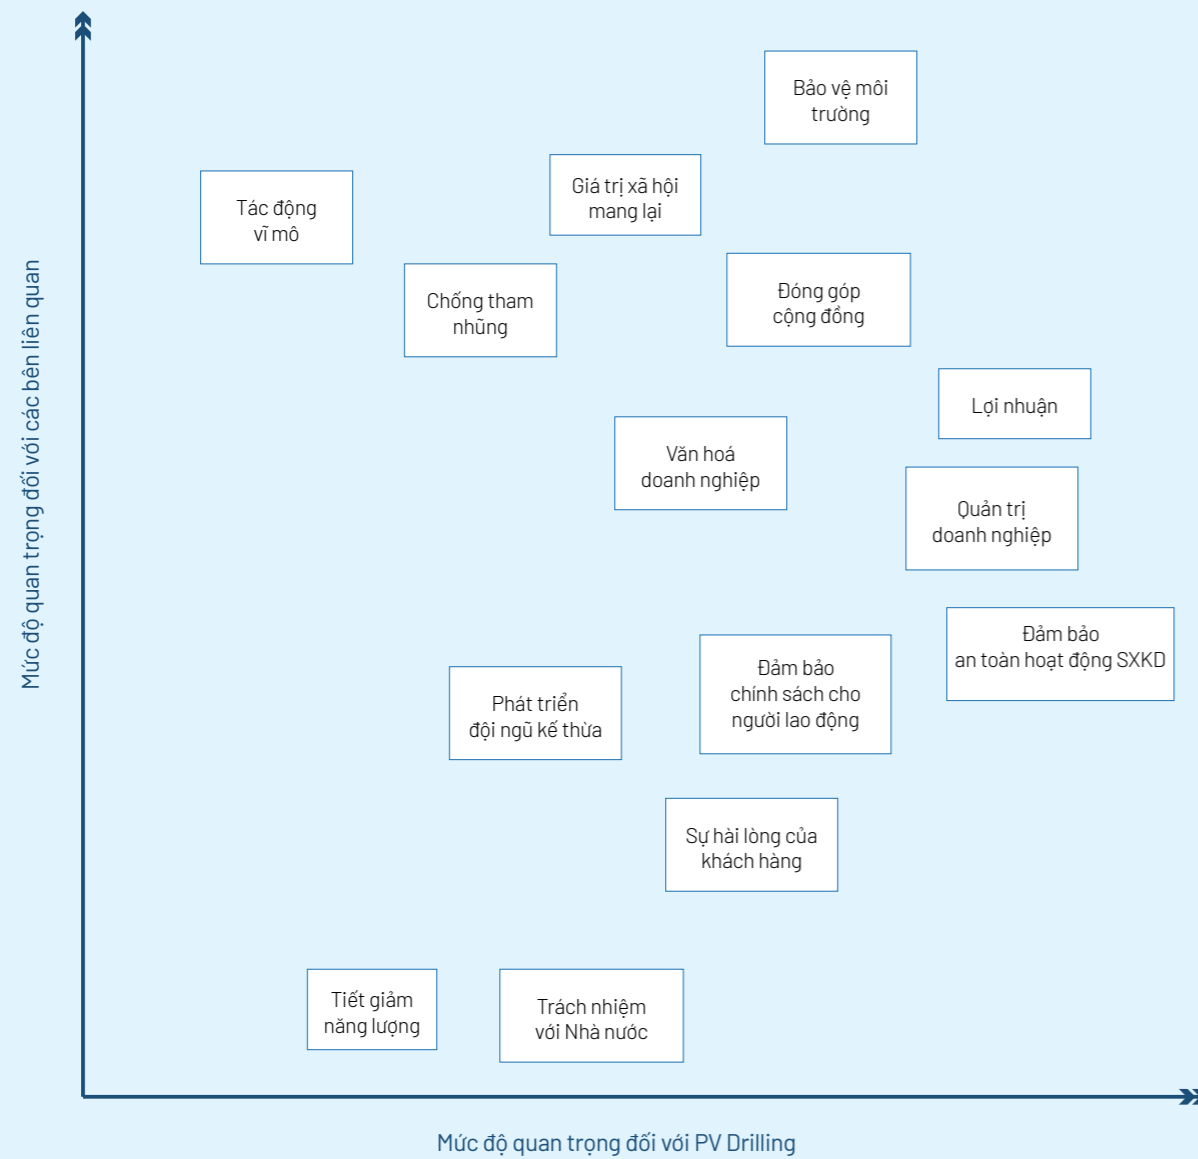 Bảo vệ môi
trường
Giá trị xã hội
mang lại
Tác động
vĩ mô
Chống tham
nhũng
Đóng góp
cộng đồng
Lợi nhuận
Văn hoá
doanh nghiệp
Quản trị
doanh nghiệp
Đảm bảo
an toàn hoạt động SXKD
Đảm bảo
chính sách cho
người lao động
Phát triển
đội ngũ kế thừa
Sự hài lòng của
khách hàng
Tiết giảm
năng lượng
Trách nhiệm
với Nhà nước
Mức độ quan trọng đối với các bên liên quan
Mức độ quan trọng đối với PV Drilling